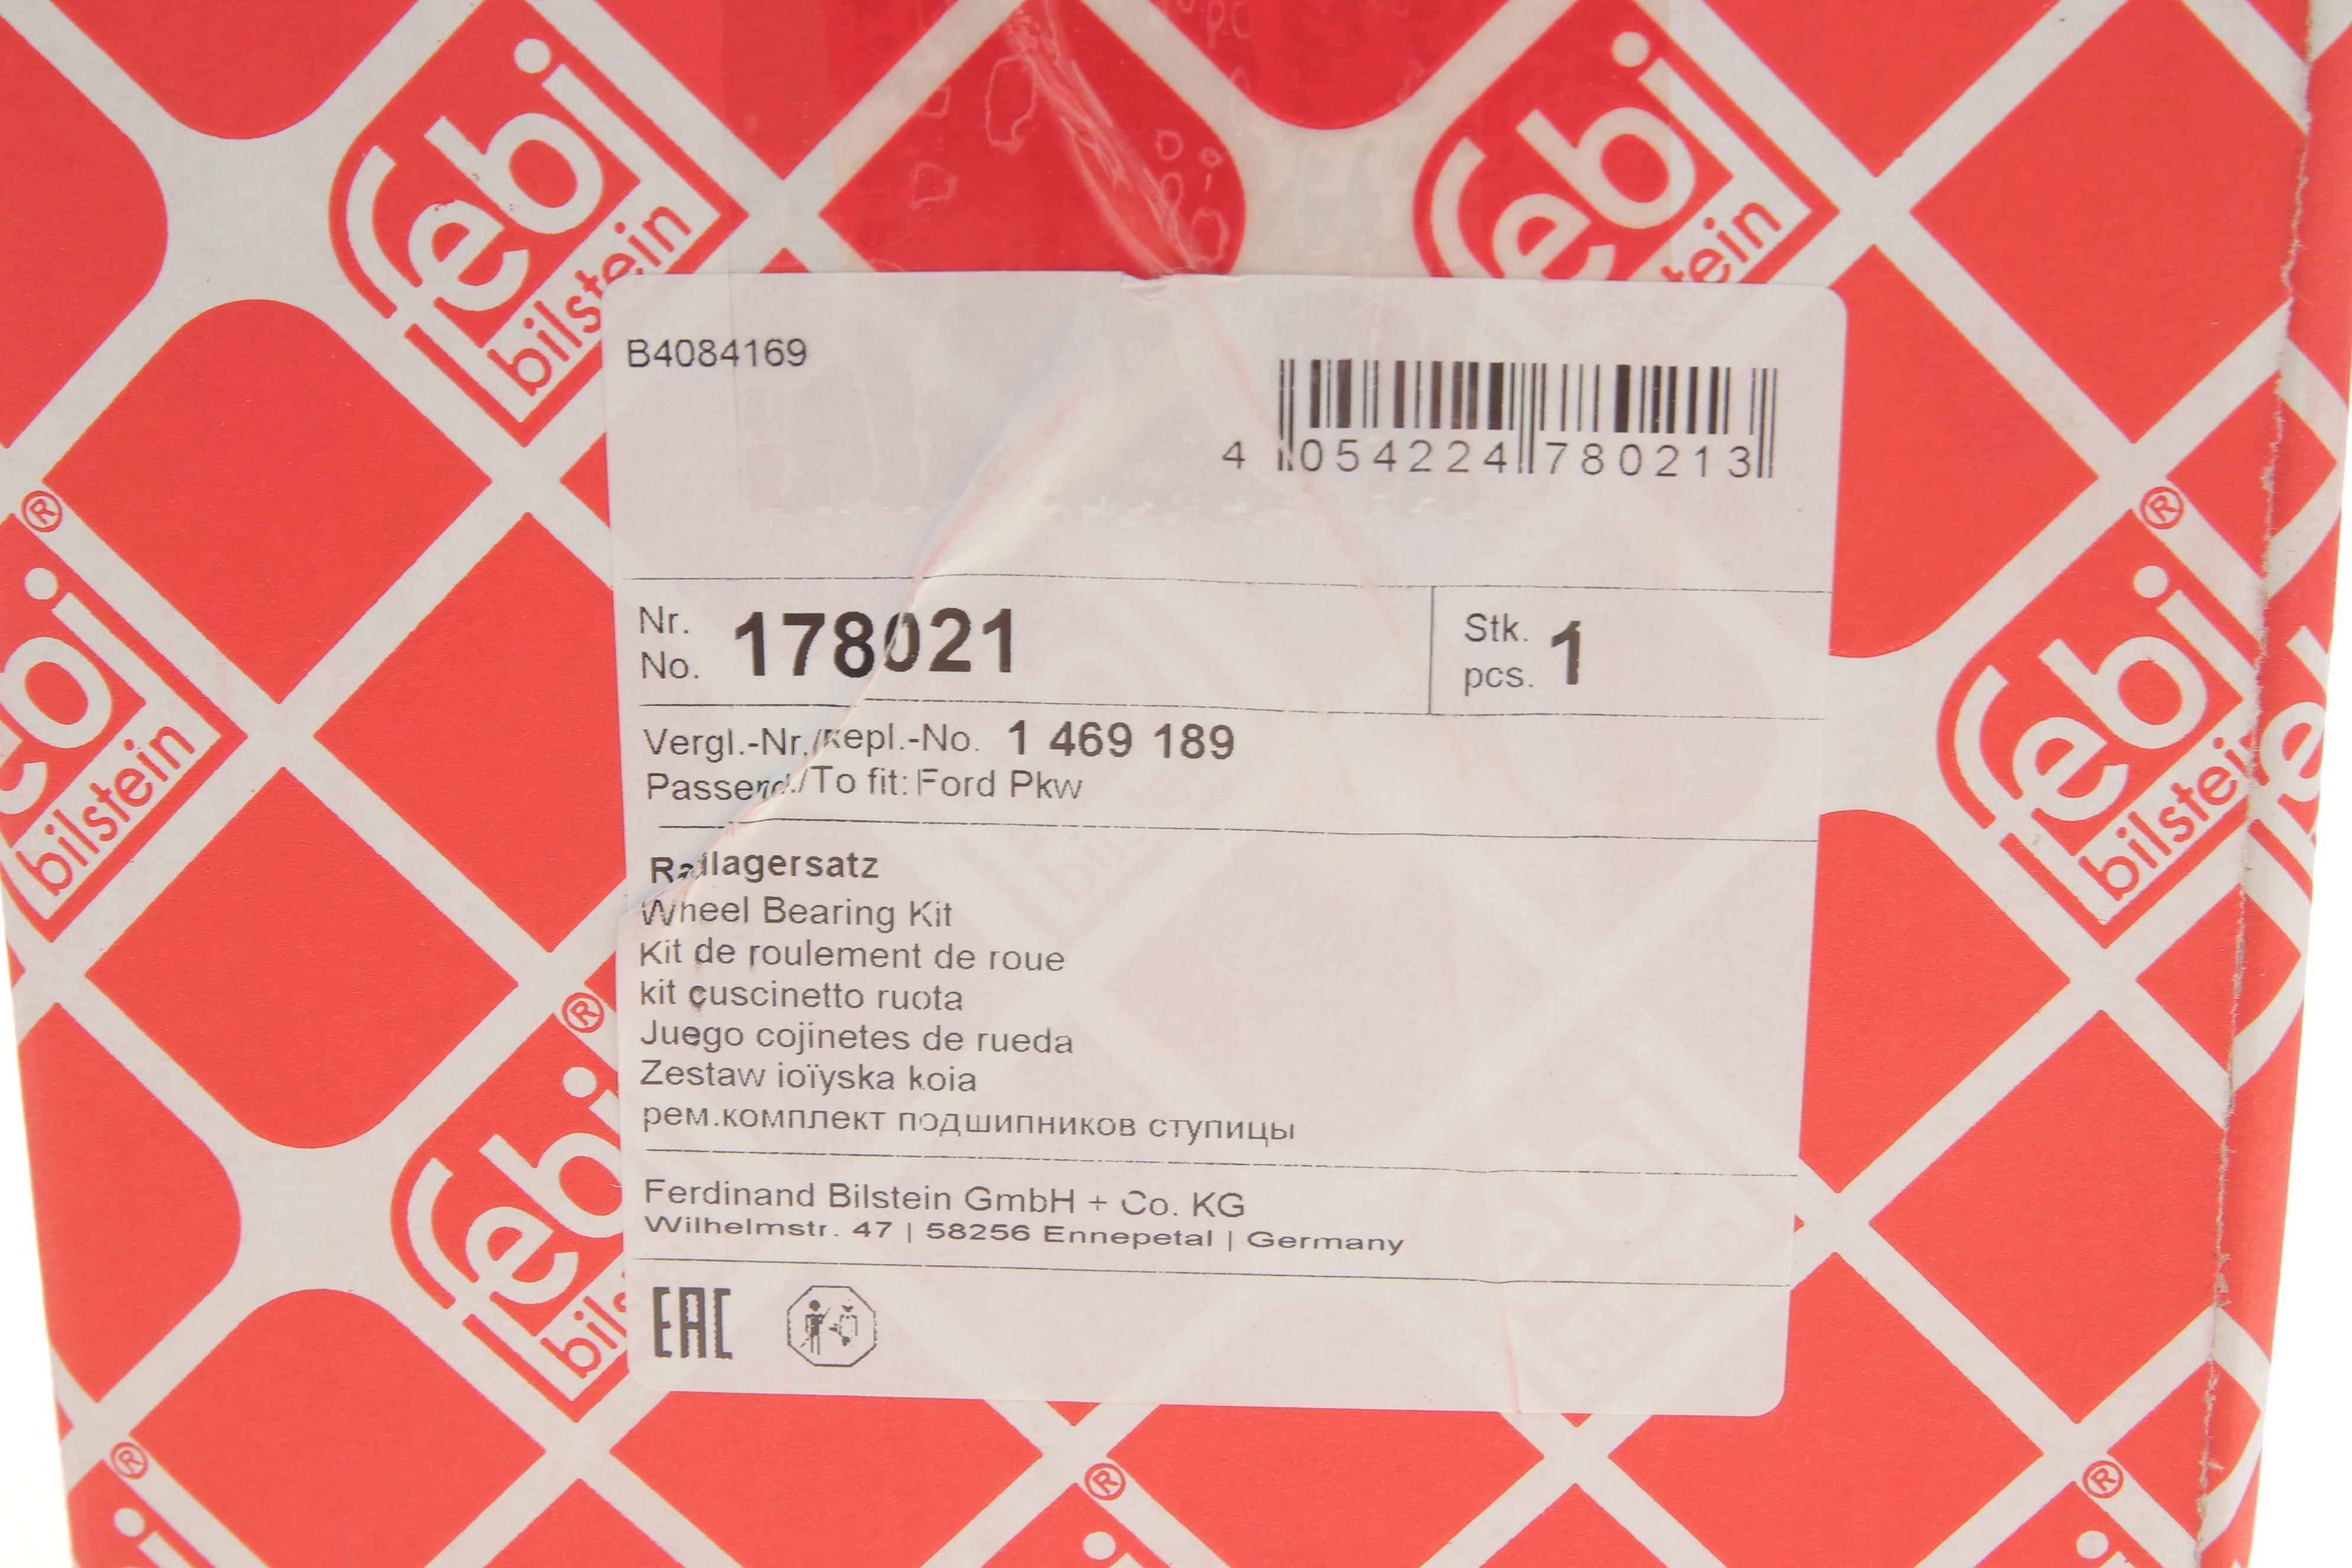 febi®
bilstein
febi
bilstein
B4084169
4 054224 780213
Nr.
No. 178021
Stk.
pcs. 1
Vergl.-Nr./Repl.-No. 1 469 189
Passend./To fit: Ford Pkw
Radlagersatz
Wheel Bearing Kit
Kit de roulement de roue
kit cuscinetto ruota
Juego cojinetes de rueda
Zestaw ioïyska koia
рем.комплект подшипников ступицы
Ferdinand Bilstein GmbH + Co. KG
Wilhelmstr. 47 | 58256 Ennepetal | Germany
EAC